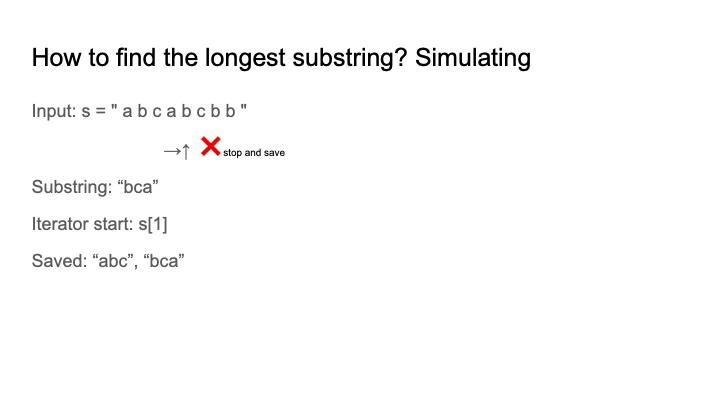 How to find the longest substring? Simulating
Input: s = " a b c a b c b b "
→↑ ❌ stop and save
Substring: “bca”
Iterator start: s[1]
Saved: “abc”, “bca”